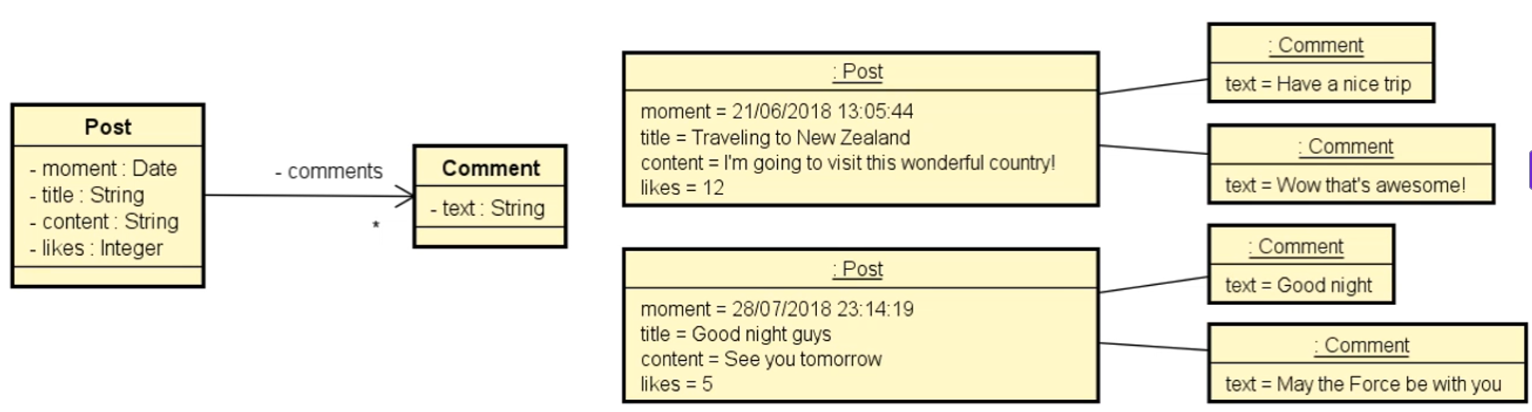 Post
- moment : Date
- title : String
- content : String
- likes : Integer
- comments
*
Comment
- text : String
: Post
moment = 21/06/2018 13:05:44
title = Traveling to New Zealand
content = I'm going to visit this wonderful country!
likes = 12
: Comment
text = Have a nice trip
: Comment
text = Wow that's awesome!
: Post
moment = 28/07/2018 23:14:19
title = Good night guys
content = See you tomorrow
likes = 5
: Comment
text = Good night
: Comment
text = May the Force be with you